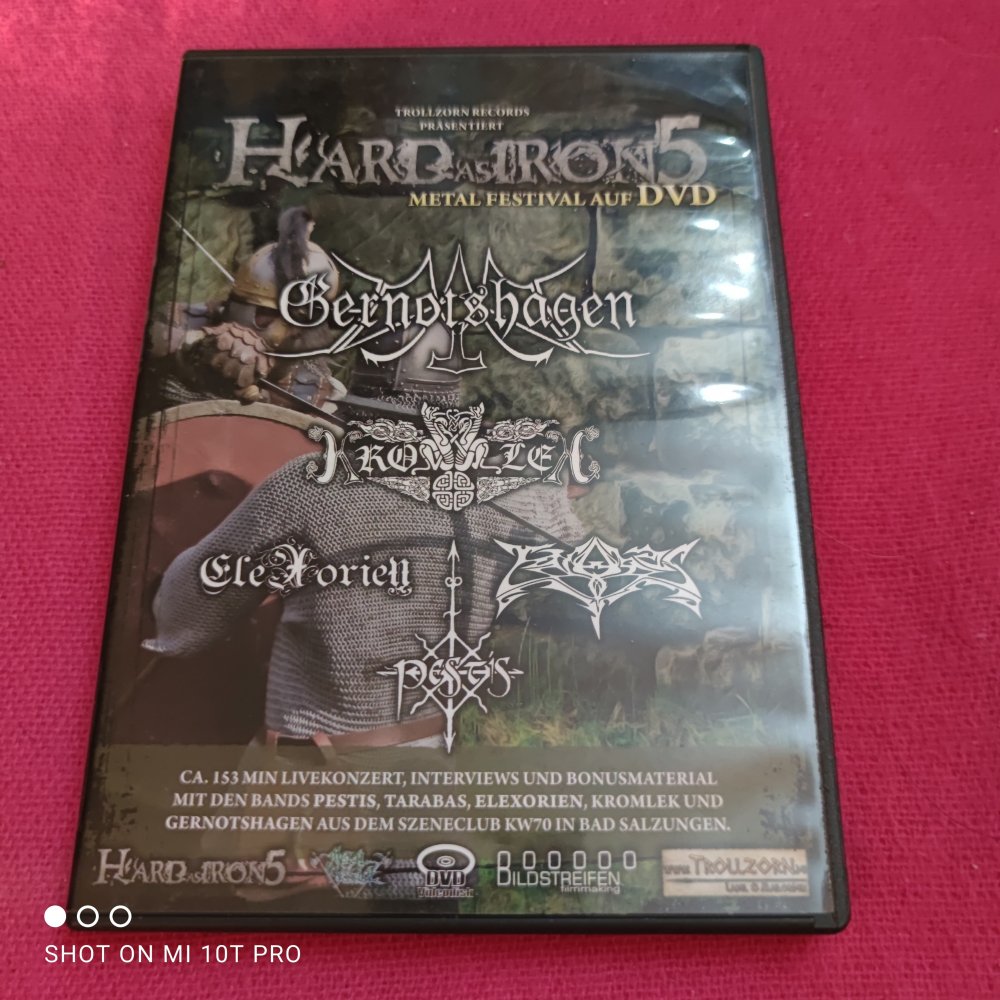 TROLLZORN RECORDS
PRÄSENTIERT
HARD AS IRON 5
METAL FESTIVAL AUF DVD
Gernotshagen
KROMLEK
EleXorien
PESTIS
CA. 153 MIN LIVEKONZERT, INTERVIEWS UND BONUSMATERIAL
MIT DEN BANDS PESTIS, TARABAS, ELEXORIEN, KROMLEK UND
GERNOTSHAGEN AUS DEM SZENECLUB KW70 IN BAD SALZUNGEN.
HARD AS IRON 5
DVD
Videodisk
BILDSTREIFEN
filmmaking
TROLLZORN
SHOT ON MI 10T PRO